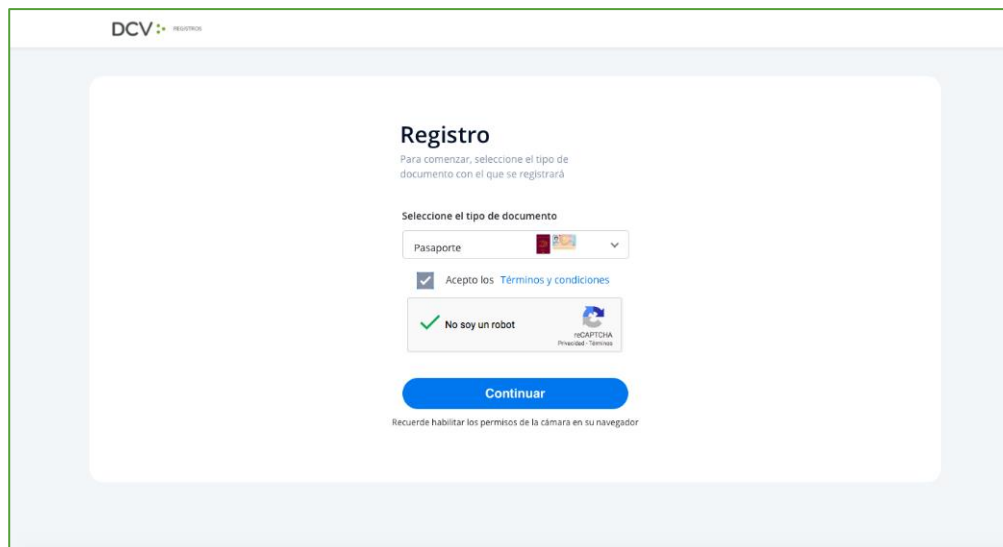 DCV REGISTROS
Registro
Para comenzar, seleccione el tipo de
documento con el que se registrará
Seleccione el tipo de documento
Pasaporte
Acepto los Términos y condiciones
No soy un robot
reCAPTCHA
Privacidad - Términos
Continuar
Recuerde habilitar los permisos de la cámara en su navegador